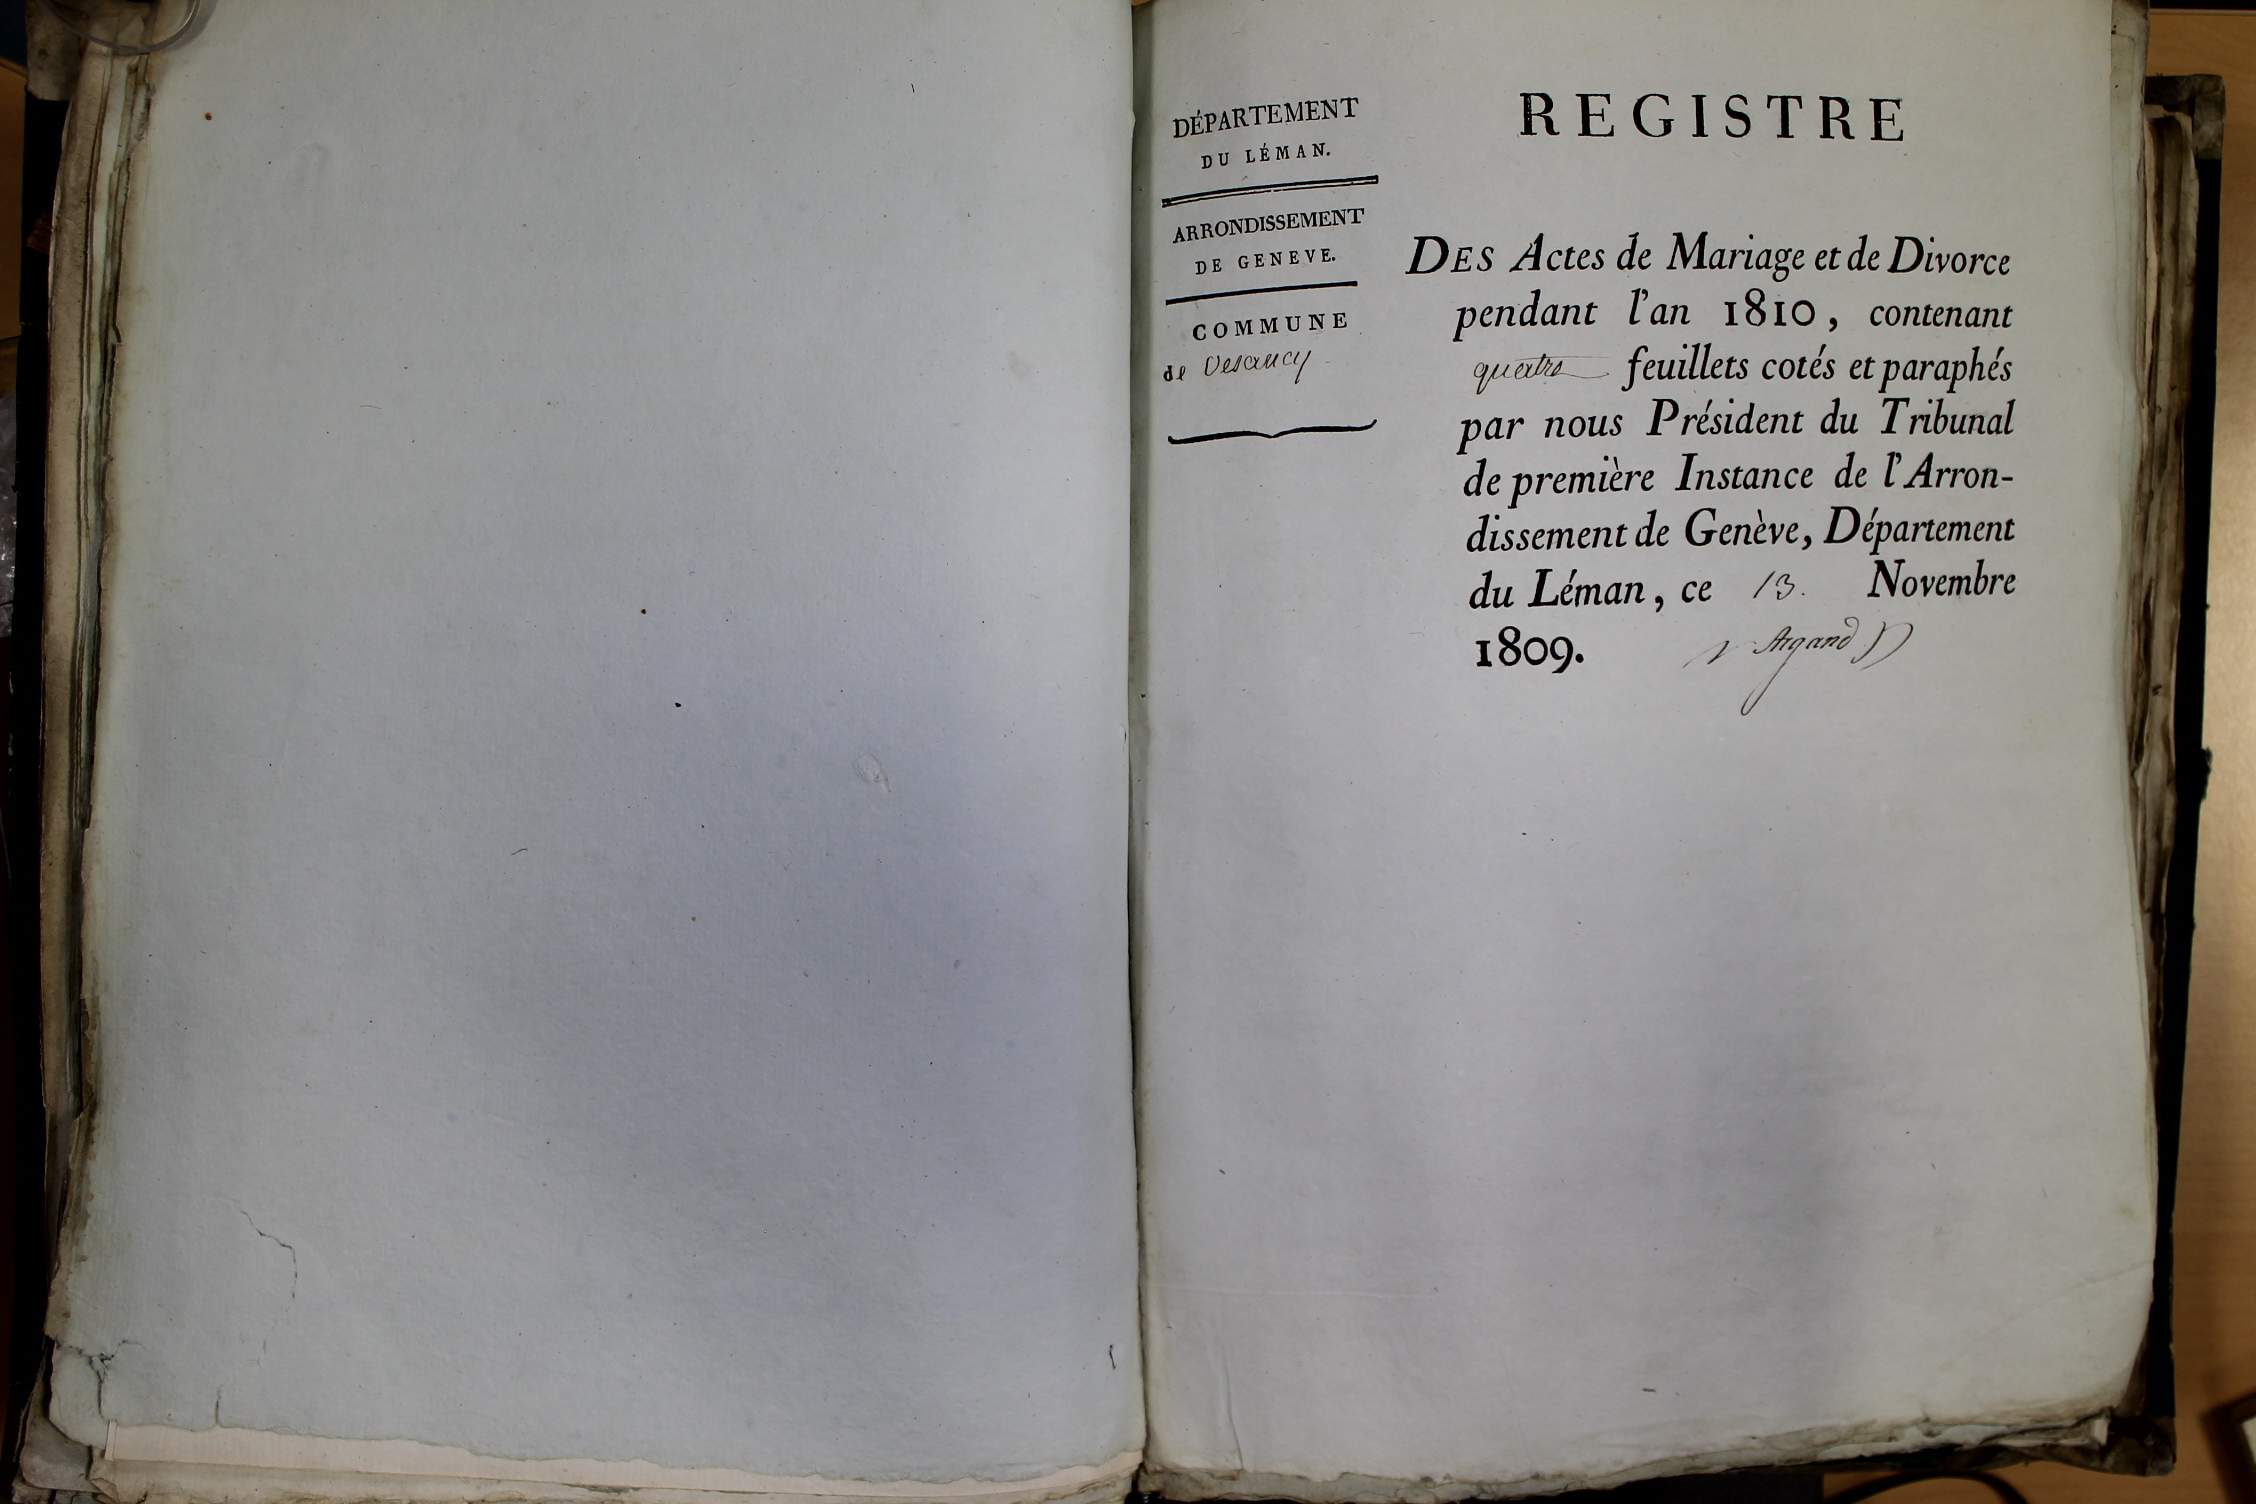 DÉPARTEMENT
DU LÉMAN.
ARRONDISSEMENT
DE GENEVE.
COMMUNE
de Vesancy
REGISTRE
DES Actes de Mariage et de Divorce
pendant l'an 1810, contenant
quatre feuillets cotés et paraphés
par nous Président du Tribunal
de première Instance de l'Arron-
dissement de Genève, Département
du Léman, ce 13. Novembre
1809. Argand